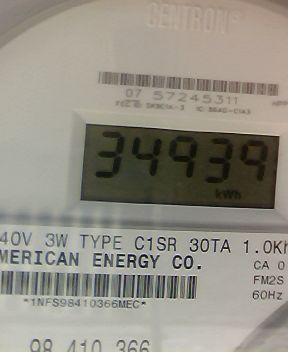 CENTRON®
07 57245311
34939
kWh
40V 3W TYPE C1SR 30TA 1.0Kh
MERICAN ENERGY CO.
CA 0
FM2S
60Hz
*1NFS98410366MEC*
98 410 366